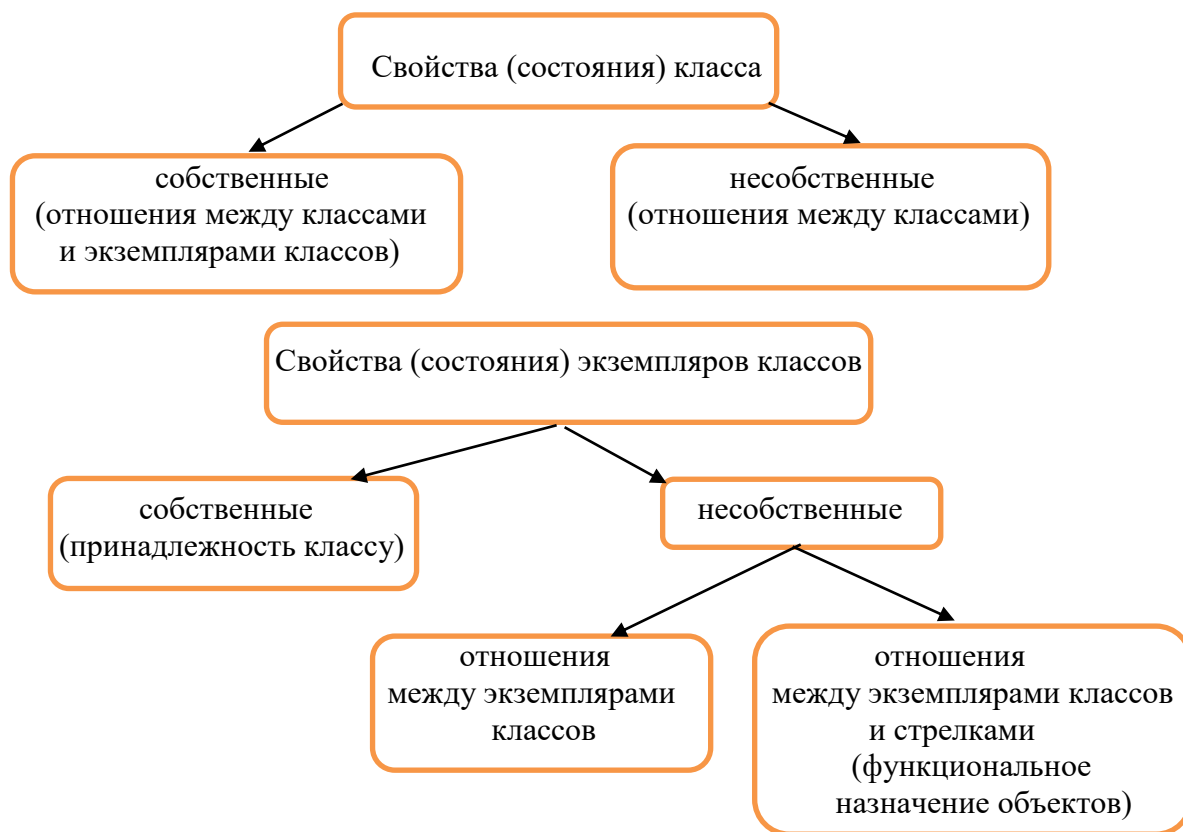 Свойства (состояния) класса
собственные
(отношения между классами
и экземплярами классов)
несобственные
(отношения между классами)
Свойства (состояния) экземпляров классов
собственные
(принадлежность классу)
несобственные
отношения
между экземплярами
классов
отношения
между экземплярами классов
и стрелками
(функциональное
назначение объектов)